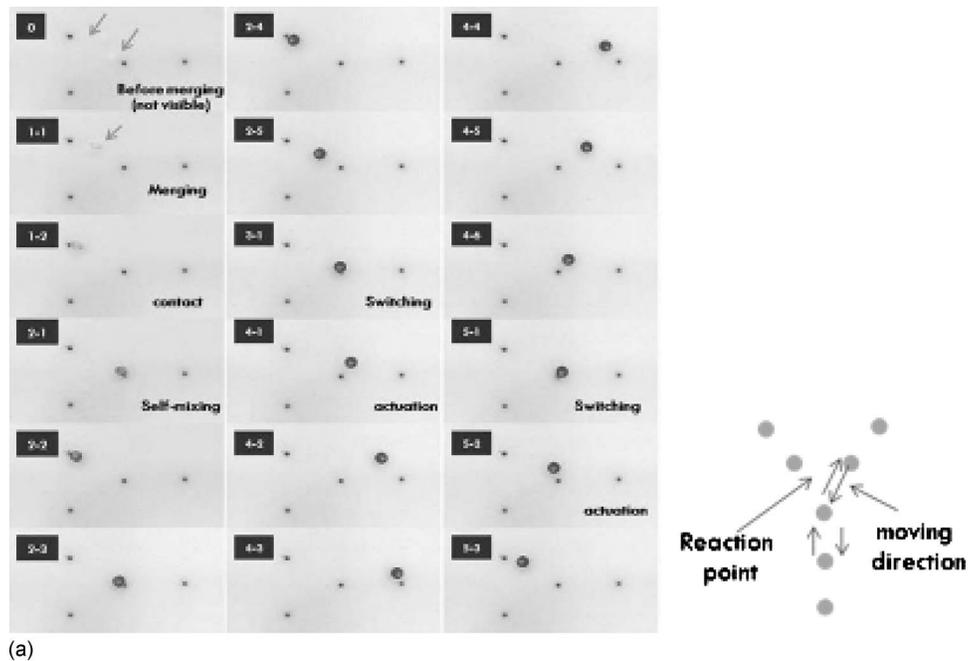 0
Before merging
(not visible)
1-1
Merging
1-2
contact
2-1
Self-mixing
2-2
2-3
2-4
2-5
3-1
Switching
4-1
actuation
4-2
4-3
4-4
4-5
4-6
5-1
Switching
5-2
actuation
5-3
Reaction
point
moving
direction
(a)